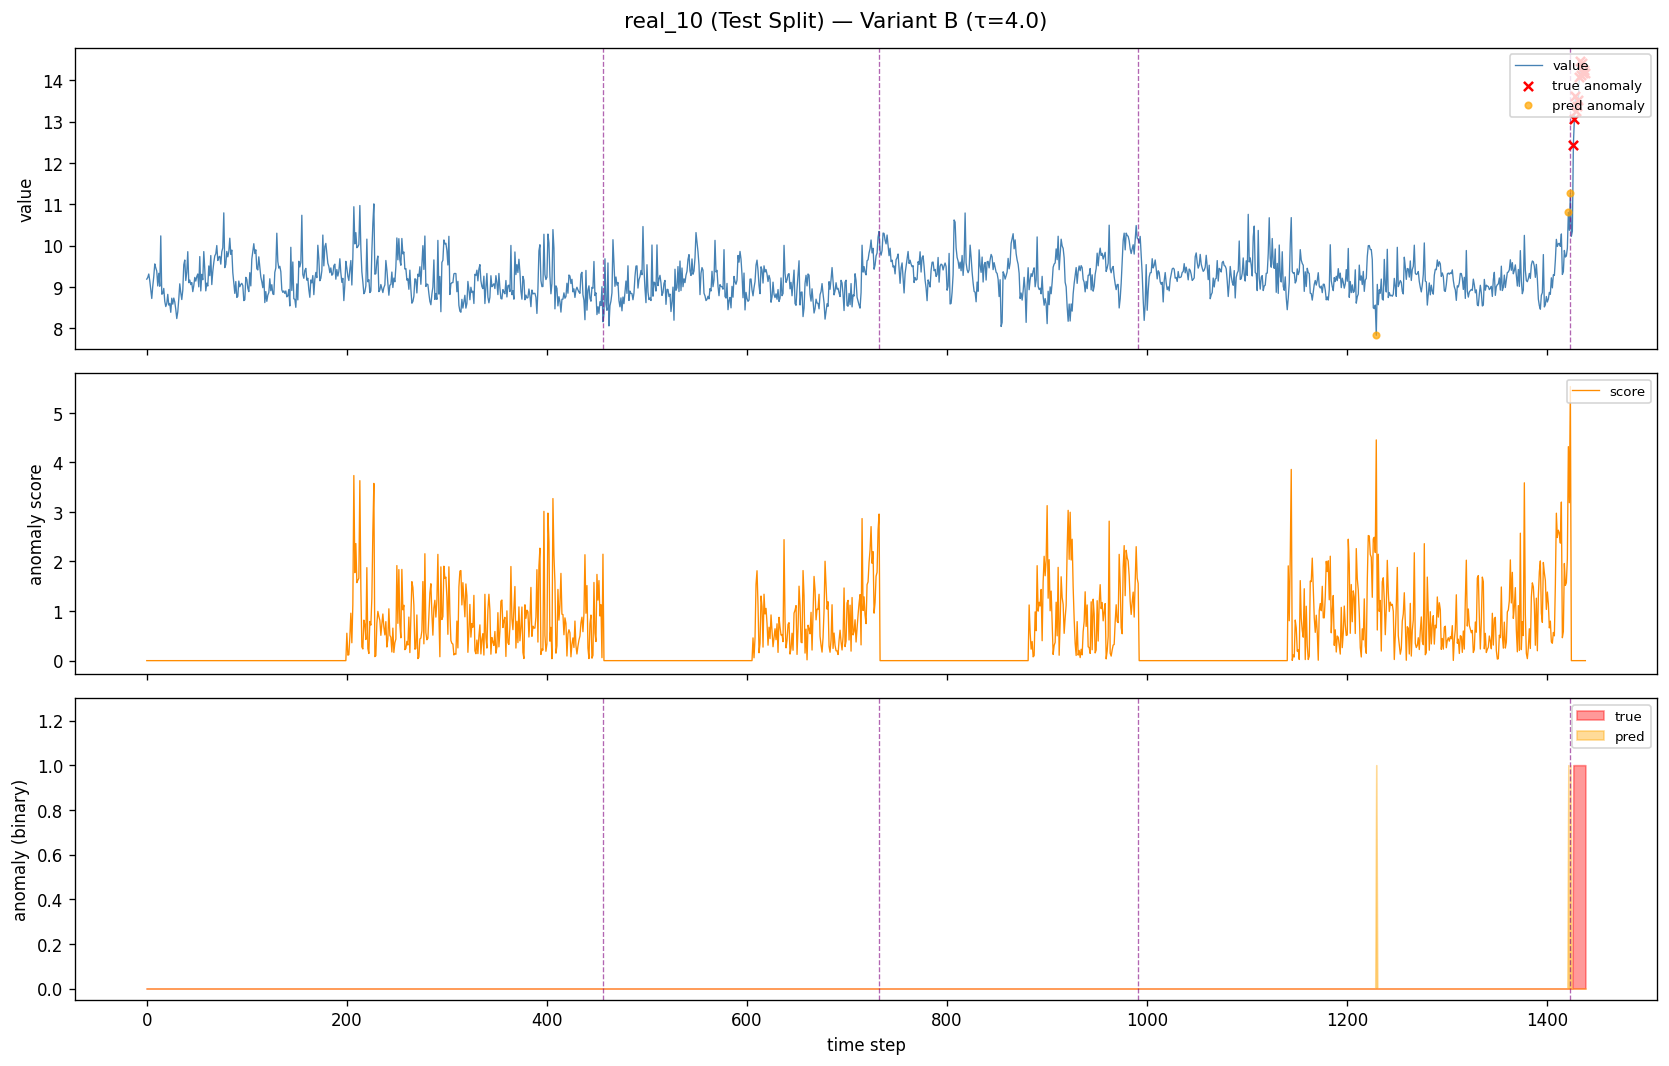 real_10 (Test Split) — Variant B (τ=4.0)
value
true anomaly
pred anomaly
14
13
12
11
10
9
8
value
score
5
4
3
2
1
0
anomaly score
true
pred
1.2
1.0
0.8
0.6
0.4
0.2
0.0
anomaly (binary)
0 200 400 600 800 1000 1200 1400
time step